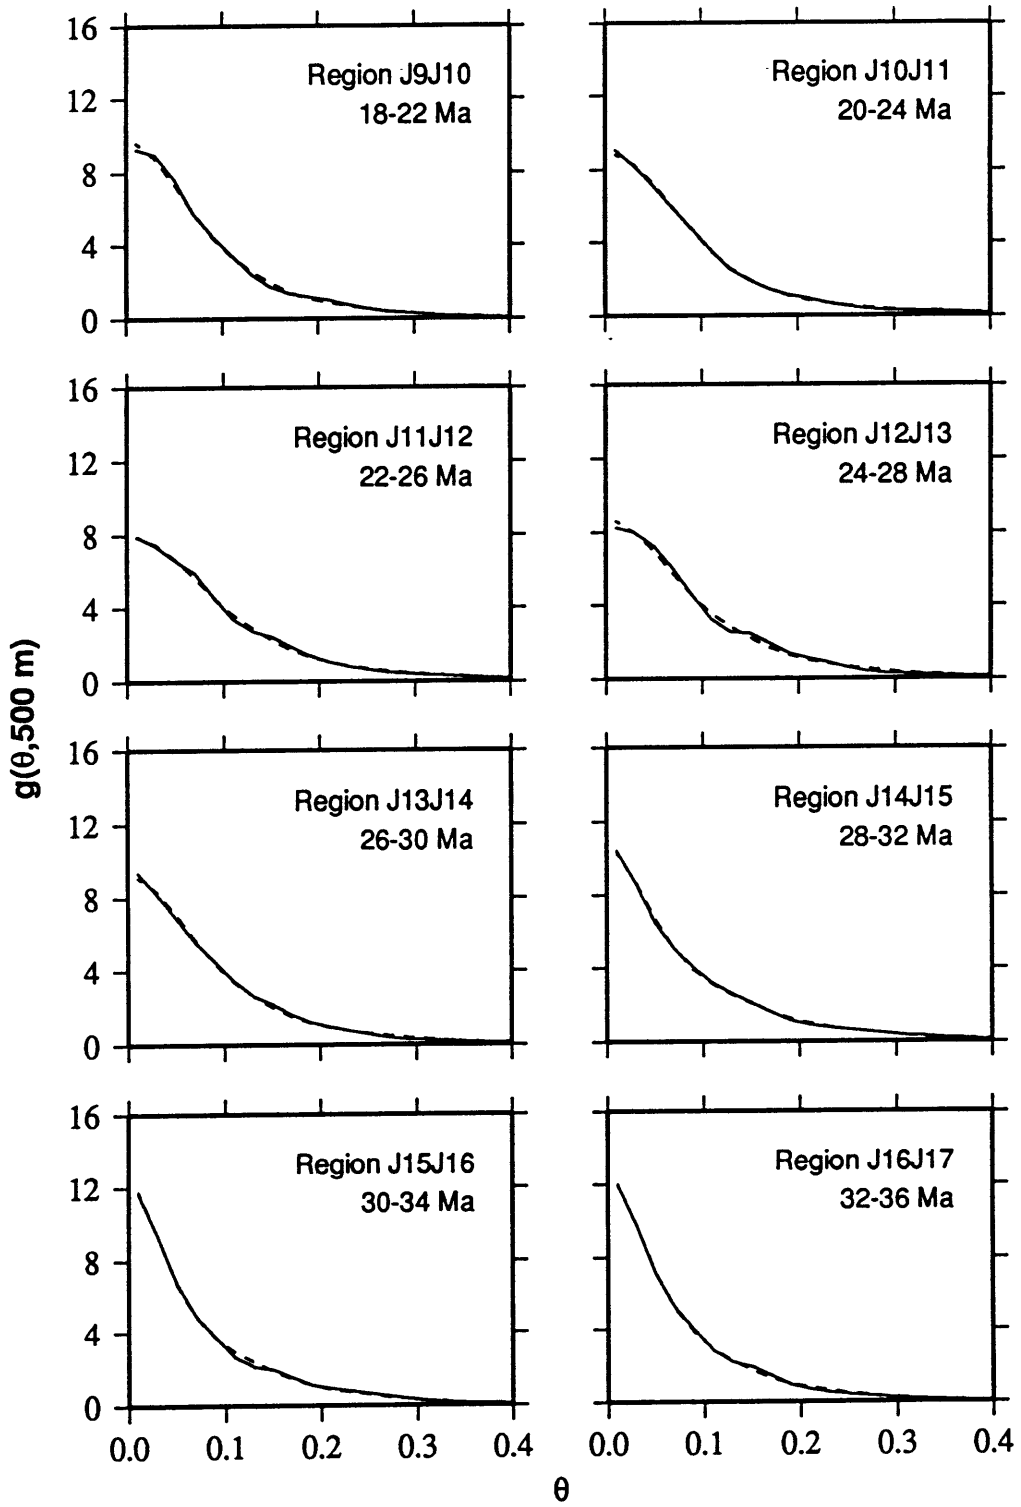 g(θ,500 m)
16
12
8
4
0
Region J9J10
18-22 Ma
Region J10J11
20-24 Ma
16
12
8
4
0
Region J11J12
22-26 Ma
Region J12J13
24-28 Ma
16
12
8
4
0
Region J13J14
26-30 Ma
Region J14J15
28-32 Ma
16
12
8
4
0
Region J15J16
30-34 Ma
Region J16J17
32-36 Ma
0.0 0.1 0.2 0.3 0.4
0.0 0.1 0.2 0.3 0.4
θ